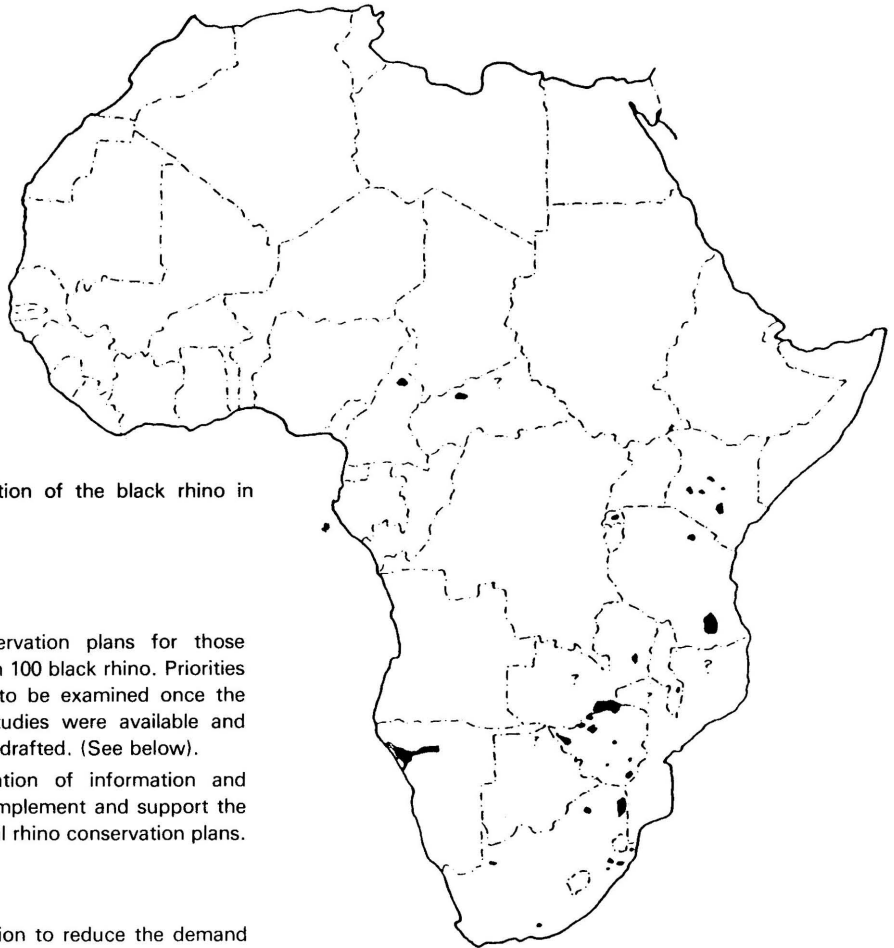 tion of the black rhino in
ervation plans for those
n 100 black rhino. Priorities
to be examined once the
tudies were available and
drafted. (See below).
ation of information and
mplement and support the
l rhino conservation plans.
ion to reduce the demand
?
?
?
?
?